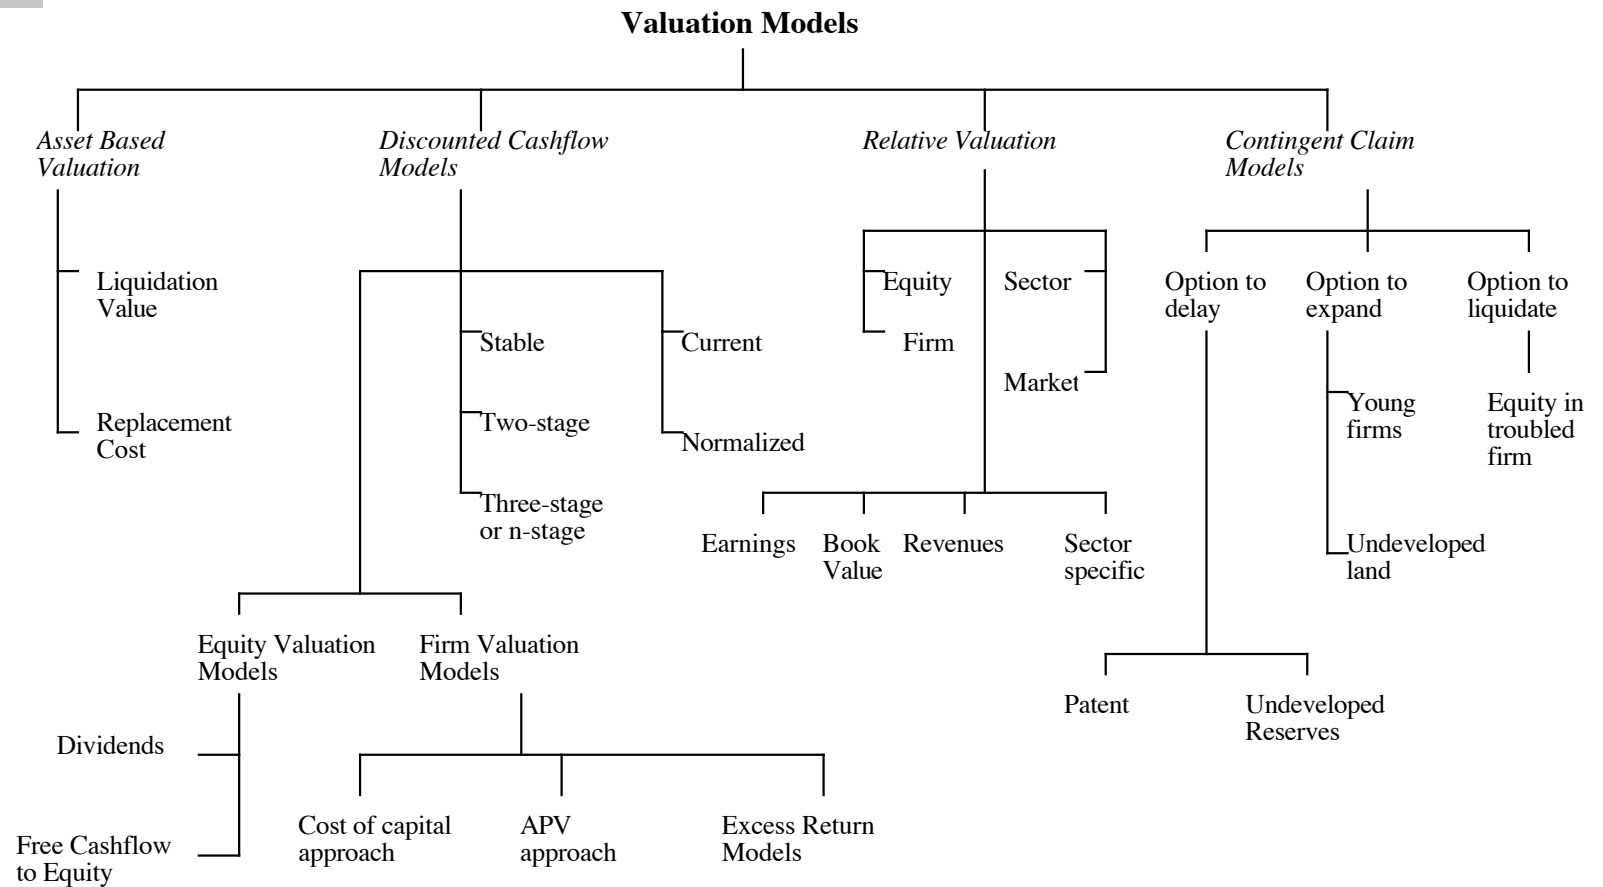 Valuation Models
Asset Based
Valuation
Discounted Cashflow
Models
Relative Valuation
Contingent Claim
Models
Liquidation
Value
Replacement
Cost
Stable
Two-stage
Three-stage
or n-stage
Current
Normalized
Equity Valuation
Models
Firm Valuation
Models
Dividends
Free Cashflow
to Equity
Cost of capital
approach
APV
approach
Excess Return
Models
Equity
Firm
Sector
Market
Earnings
Book
Value
Revenues
Sector
specific
Option to
delay
Option to
expand
Option to
liquidate
Young
firms
Undeveloped
land
Equity in
troubled
firm
Patent
Undeveloped
Reserves